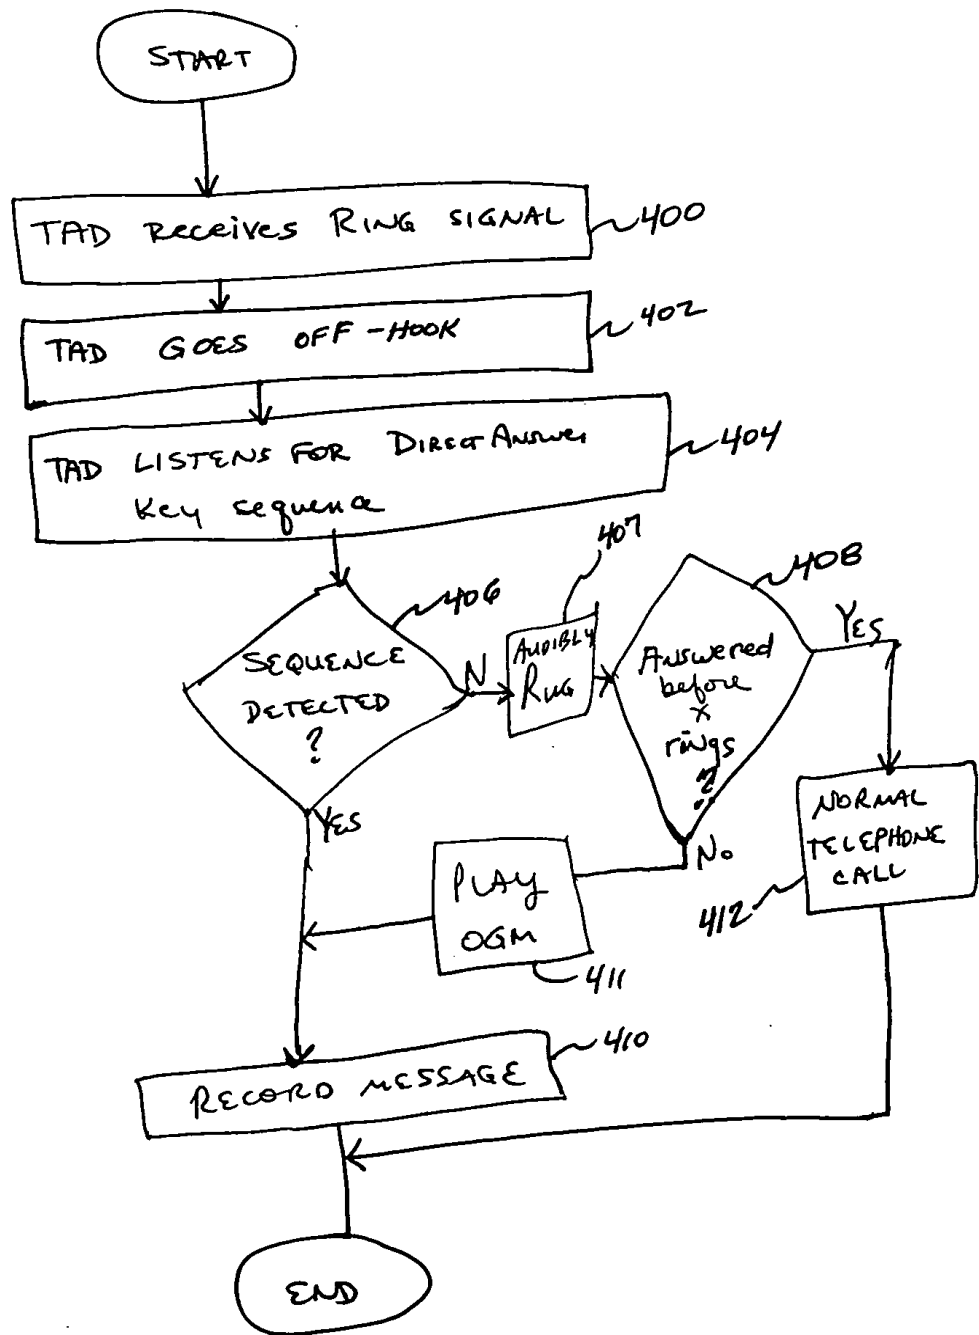 START
TAD Receives RING SIGNAL
400
TAD GOES OFF-HOOK
402
TAD LISTENS FOR DIRECT Answer
Key sequence
404
406
SEQUENCE
DETECTED
?
N
YES
407
AUDIBLY
RING
408
Answered
before
X
rings
?
YES
No
NORMAL
TELEPHONE
CALL
412
PLAY
OGM
411
RECORD MESSAGE
410
END